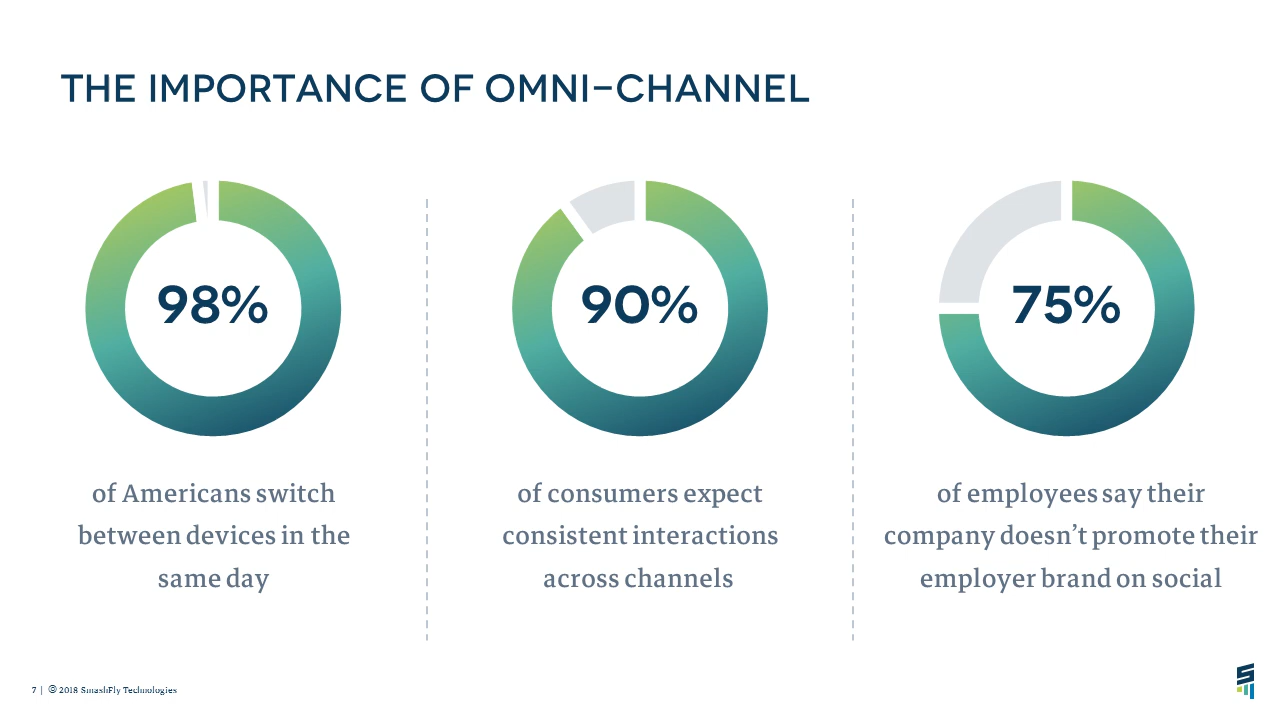 THE IMPORTANCE OF OMNI-CHANNEL
98%
of Americans switch
between devices in the
same day
90%
of consumers expect
consistent interactions
across channels
75%
of employees say their
company doesn't promote their
employer brand on social
7 | © 2018 SmashFly Technologies